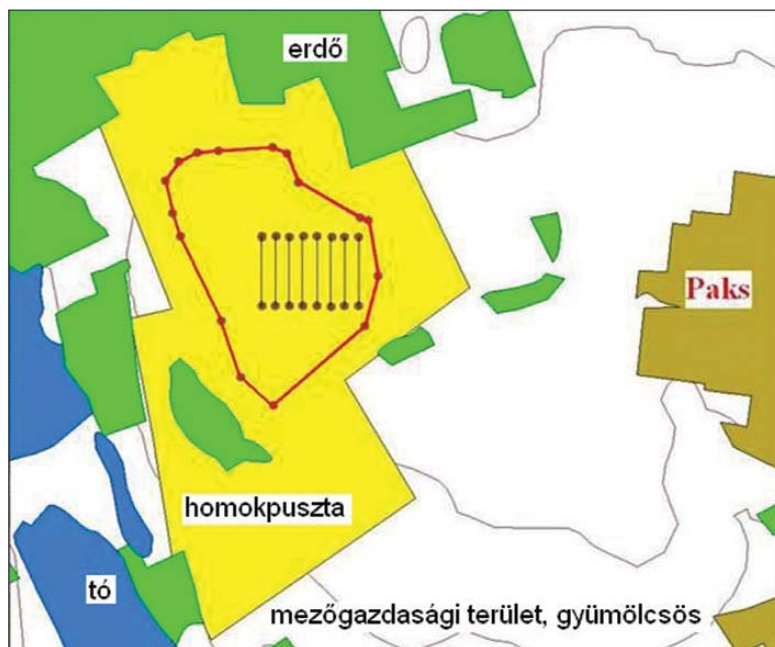 erdő
Paks
homokpuszta
tó
mezőgazdasági terület, gyümölcsös